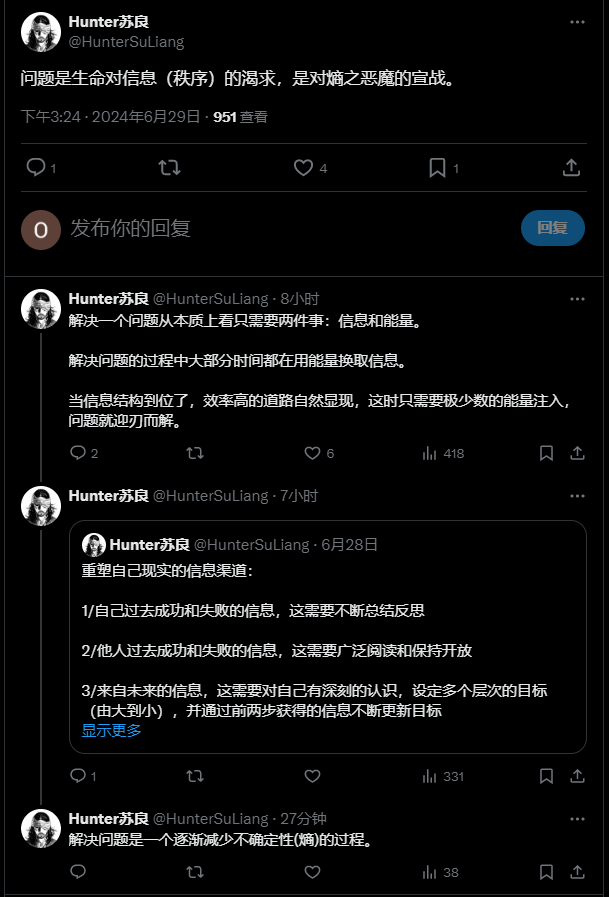 Hunter苏良
@HunterSuLiang
问题是生命对信息（秩序）的渴求，是对熵之恶魔的宣战。
下午3:24 · 2024年6月29日 · 951 查看
1 4 1
O 发布你的回复 回复
Hunter苏良 @HunterSuLiang · 8小时
解决一个问题从本质上看只需要两件事：信息和能量。
解决问题的过程中大部分时间都在用能量换取信息。
当信息结构到位了，效率高的道路自然显现，这时只需要极少数的能量注入，
问题就迎刃而解。
2 6 418
Hunter苏良 @HunterSuLiang · 7小时
Hunter苏良 @HunterSuLiang · 6月28日
重塑自己现实的信息渠道：
1/自己过去成功和失败的信息，这需要不断总结反思
2/他人过去成功和失败的信息，这需要广泛阅读和保持开放
3/来自未来的信息，这需要对自己有深刻的认识，设定多个层次的目标
（由大到小），并通过前两步获得的信息不断更新目标
显示更多
1 331
Hunter苏良 @HunterSuLiang · 27分钟
解决问题是一个逐渐减少不确定性(熵)的过程。
38